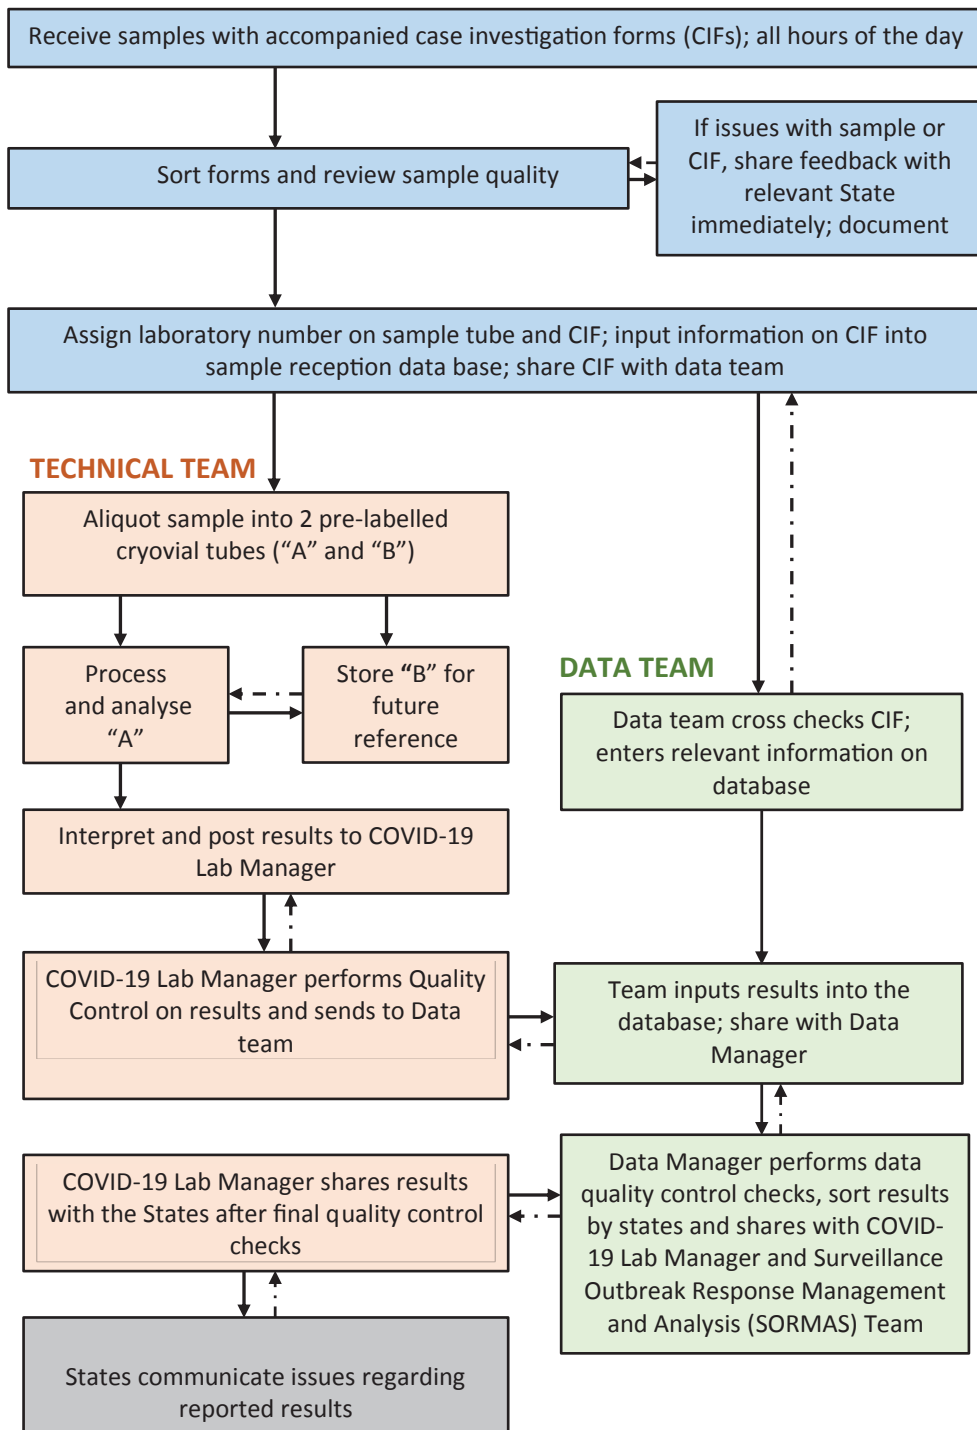 Receive samples with accompanied case investigation forms (CIFs); all hours of the day
If issues with sample or
CIF, share feedback with
relevant State
immediately; document
Sort forms and review sample quality
Assign laboratory number on sample tube and CIF; input information on CIF into
sample reception data base; share CIF with data team
TECHNICAL TEAM
Aliquot sample into 2 pre-labelled
cryovial tubes (“A” and “B”)
Process
and analyse
“A”
Store “B” for
future
reference
DATA TEAM
Data team cross checks CIF;
enters relevant information on
database
Interpret and post results to COVID-19
Lab Manager
COVID-19 Lab Manager performs Quality
Control on results and sends to Data
team
Team inputs results into the
database; share with Data
Manager
COVID-19 Lab Manager shares results
with the States after final quality control
checks
Data Manager performs data
quality control checks, sort results
by states and shares with COVID-
19 Lab Manager and Surveillance
Outbreak Response Management
and Analysis (SORMAS) Team
States communicate issues regarding
reported results